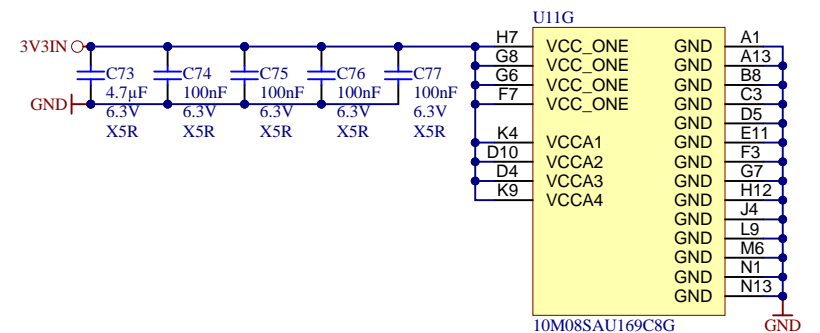 U11G
3V3IN
GND
C73
4.7µF
6.3V
X5R
C74
100nF
6.3V
X5R
C75
100nF
6.3V
X5R
C76
100nF
6.3V
X5R
C77
100nF
6.3V
X5R
H7 VCC_ONE
G8 VCC_ONE
G6 VCC_ONE
F7 VCC_ONE
K4 VCCA1
D10 VCCA2
D4 VCCA3
K9 VCCA4
GND A1
GND A13
GND B8
GND C3
GND D5
GND E11
GND F3
GND G7
GND H12
GND J4
GND L9
GND M6
GND N1
GND N13
10M08SAU169C8G
GND